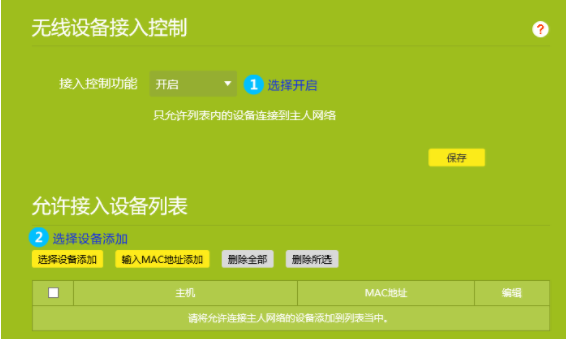 无线设备接入控制
?
接入控制功能 开启 1 选择开启
只允许列表内的设备连接到主人网络
保存
允许接入设备列表
2 选择设备添加
选择设备添加 输入MAC地址添加 删除全部 删除所选
主机 MAC地址 编辑
请将允许连接主人网络的设备添加到列表当中。